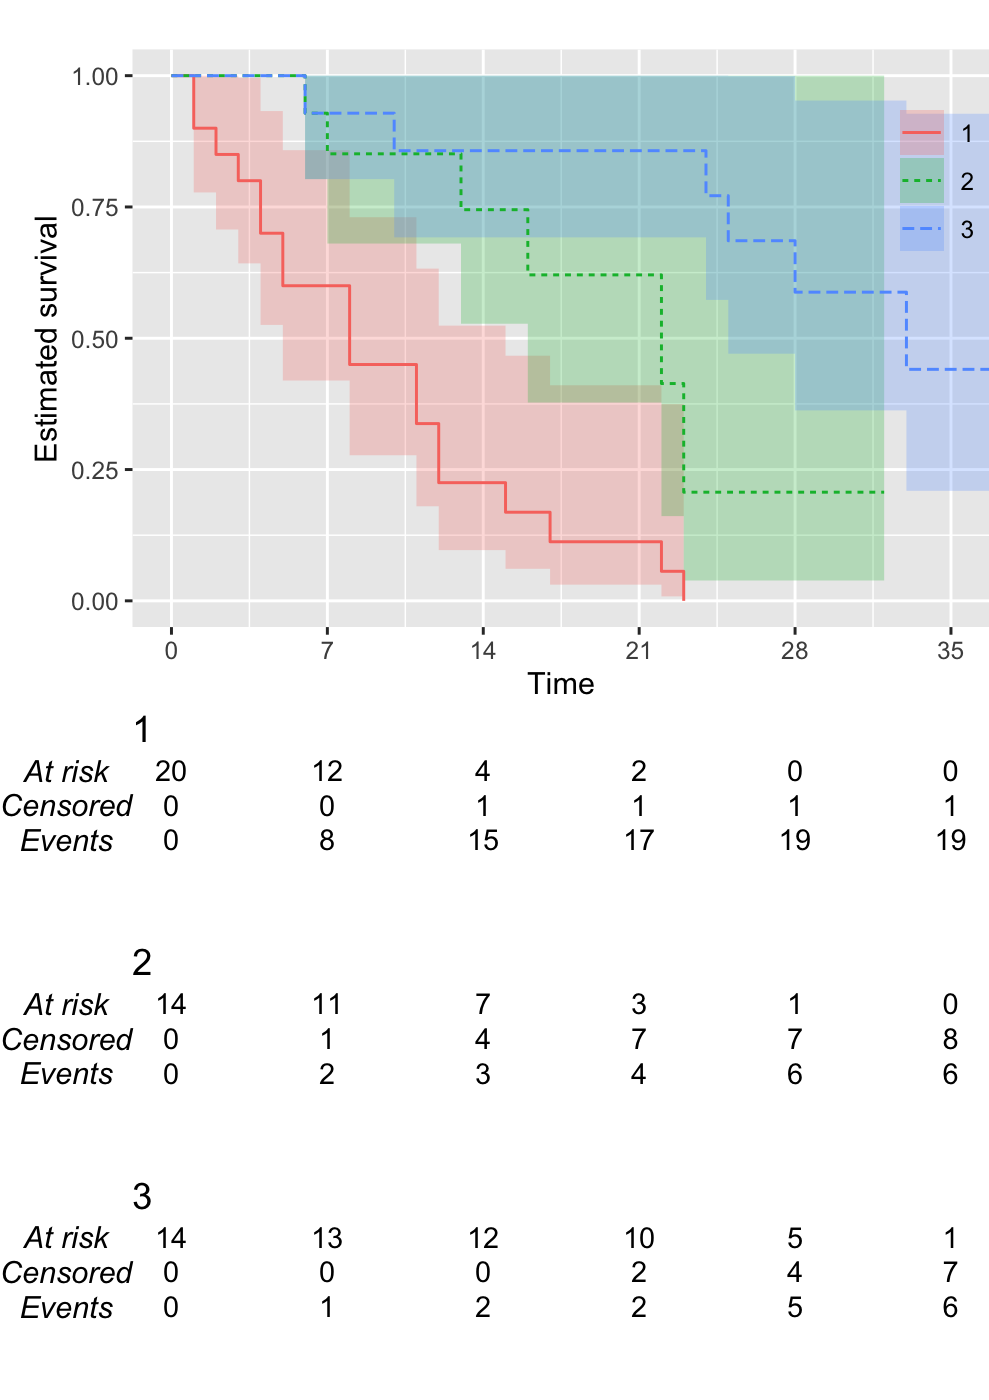 1.00
0.75
0.50
0.25
0.00
Estimated survival
1
2
3
0 7 14 21 28 35
Time
1
At risk 20 12 4 2 0 0
Censored 0 0 1 1 1 1
Events 0 8 15 17 19 19
2
At risk 14 11 7 3 1 0
Censored 0 1 4 7 7 8
Events 0 2 3 4 6 6
3
At risk 14 13 12 10 5 1
Censored 0 0 0 2 4 7
Events 0 1 2 2 5 6